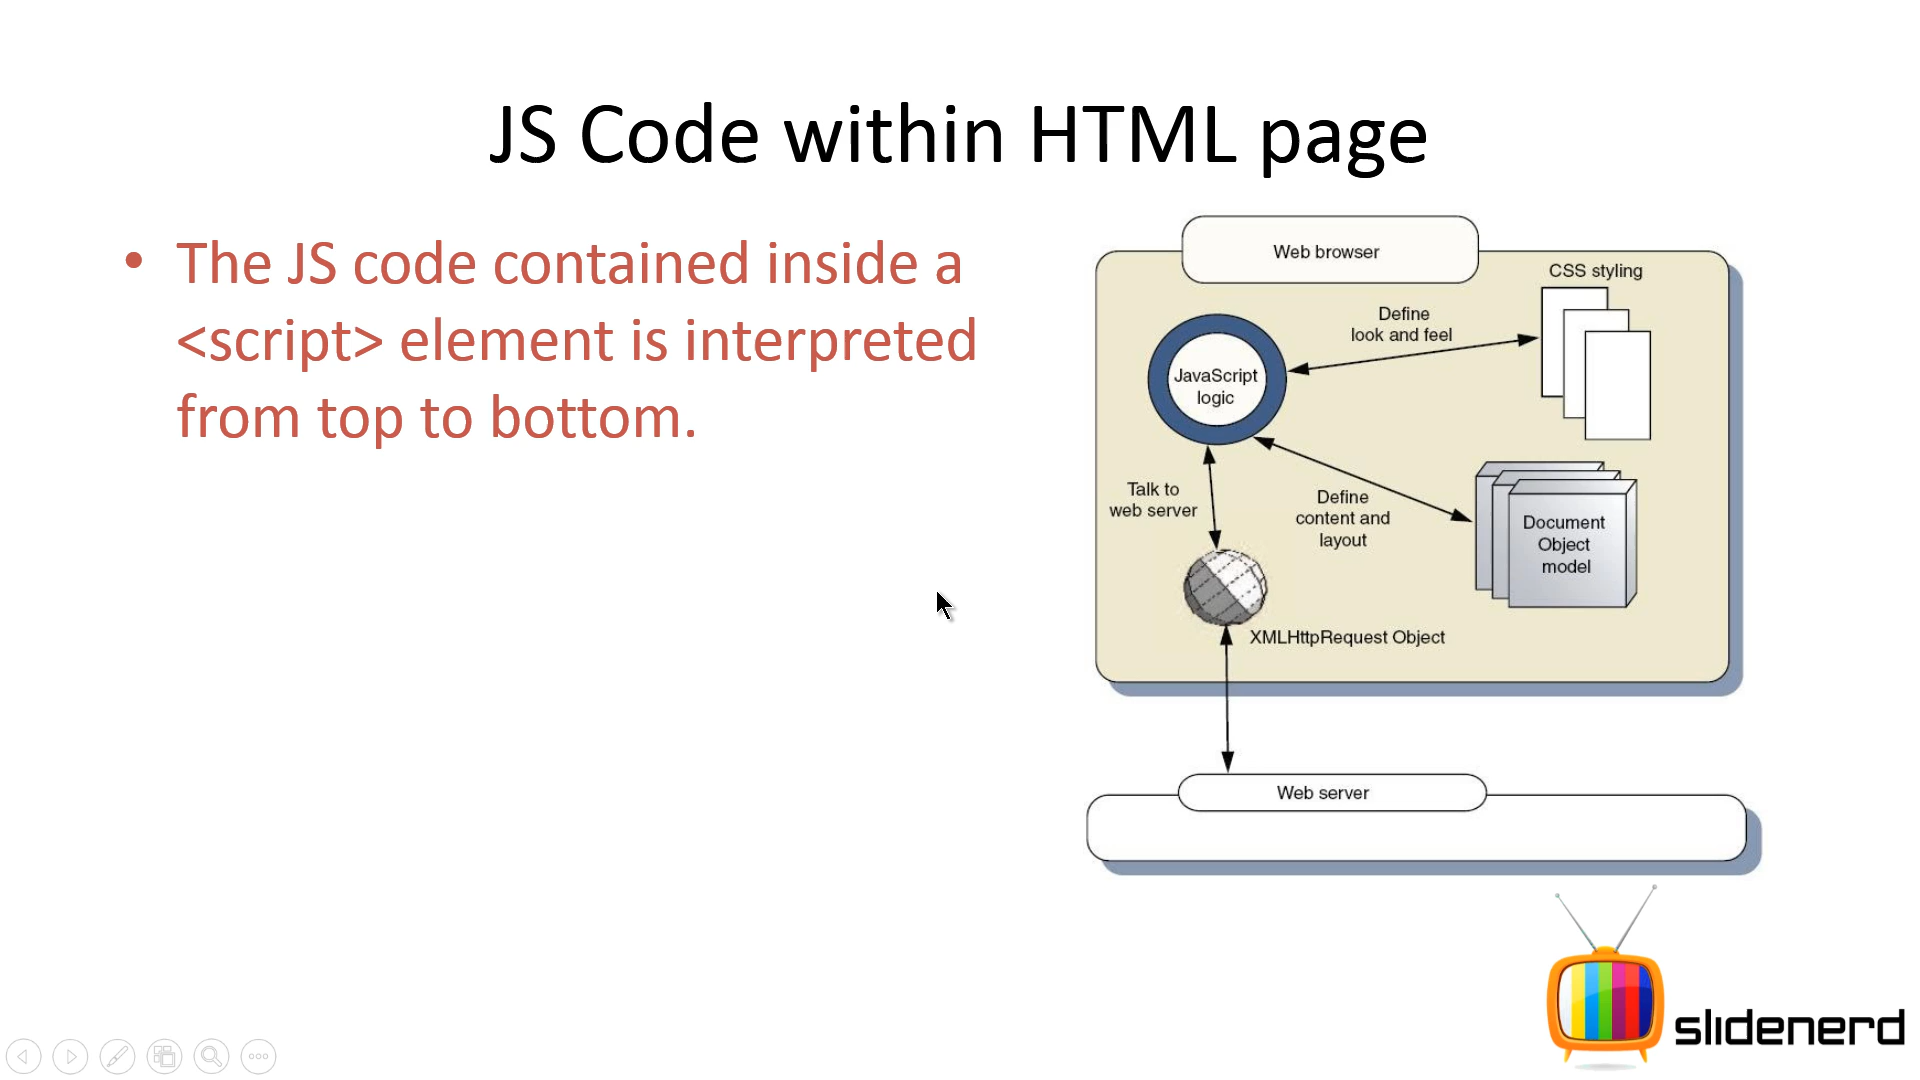 JS Code within HTML page
• The JS code contained inside a
<script> element is interpreted
from top to bottom.
Web browser
CSS styling
Define
look and feel
JavaScript
logic
Talk to
web server
Define
content and
layout
Document
Object
model
XMLHttpRequest Object
Web server
slidenerd